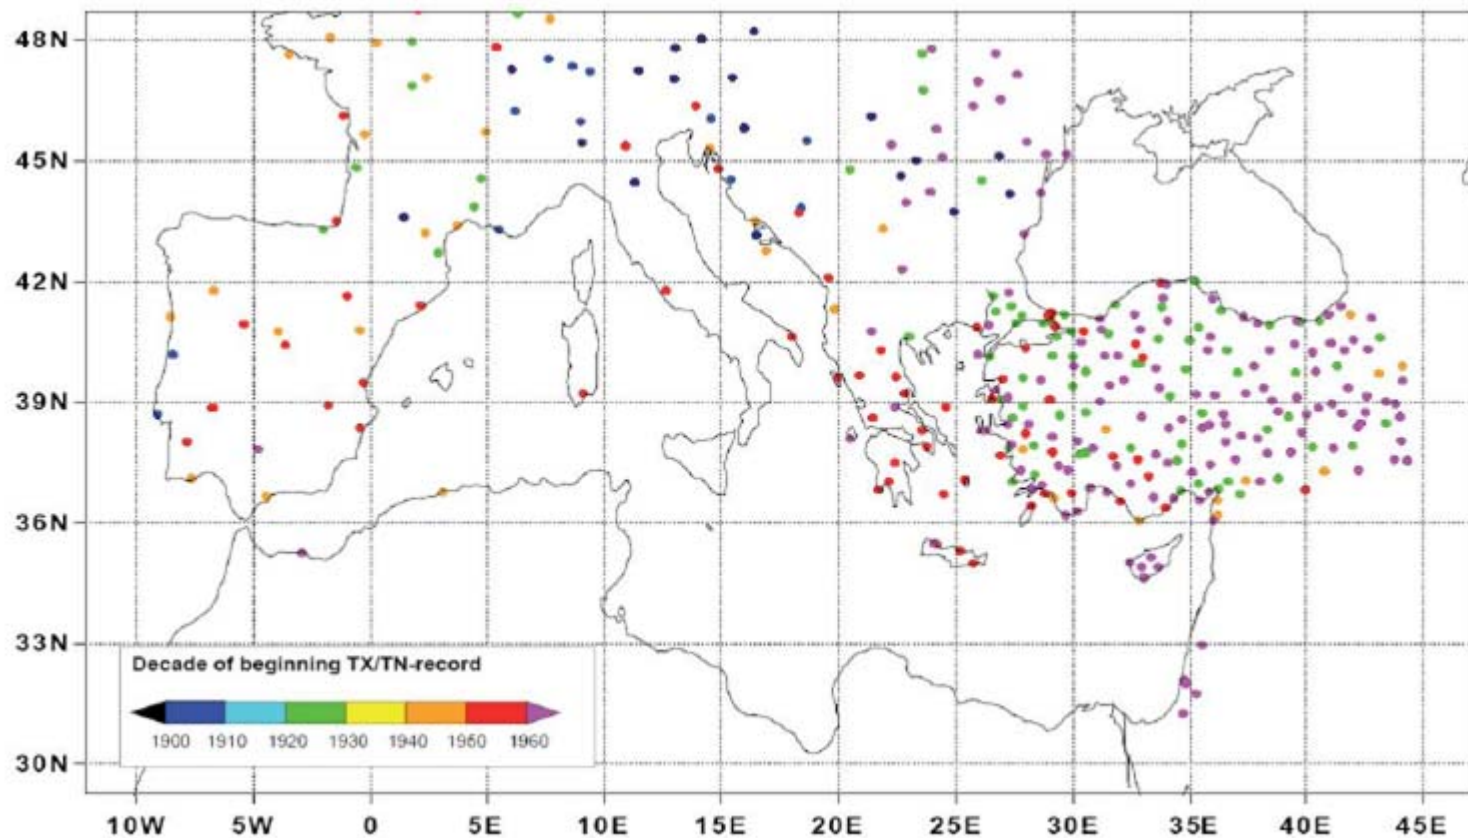 48N
45N
42N
39N
36N
33N
30N
Decade of beginning TX/TN-record
1900 1910 1920 1930 1940 1950 1960
10W 5W 0 5E 10E 15E 20E 25E 30E 35E 40E 45E